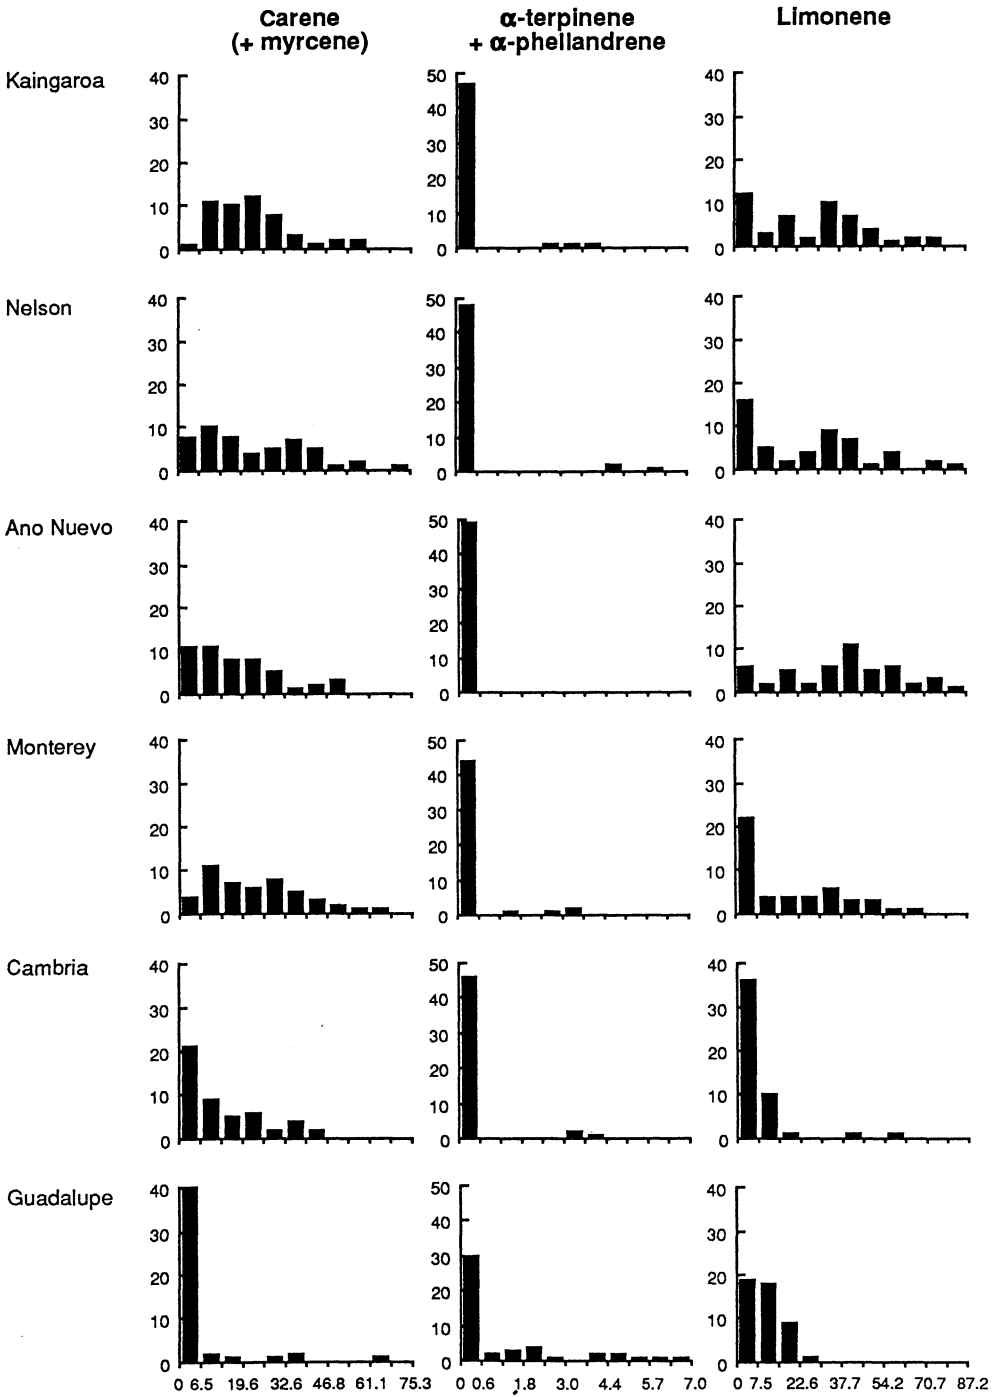 Carene α-terpinene Limonene
(+ myrcene) + α-phellandrene
Kaingaroa
40 30 20 10 0
50 40 30 20 10 0
40 30 20 10 0
Nelson
40 30 20 10 0
50 40 30 20 10 0
40 30 20 10 0
Ano Nuevo
40 30 20 10 0
50 40 30 20 10 0
40 30 20 10 0
Monterey
40 30 20 10 0
50 40 30 20 10 0
40 30 20 10 0
Cambria
40 30 20 10 0
50 40 30 20 10 0
40 30 20 10 0
Guadalupe
40 30 20 10 0
50 40 30 20 10 0
40 30 20 10 0
0 6.5 19.6 32.6 46.8 61.1 75.3
0 0.6 1.8 3.0 4.4 5.7 7.0
0 7.5 22.6 37.7 54.2 70.7 87.2